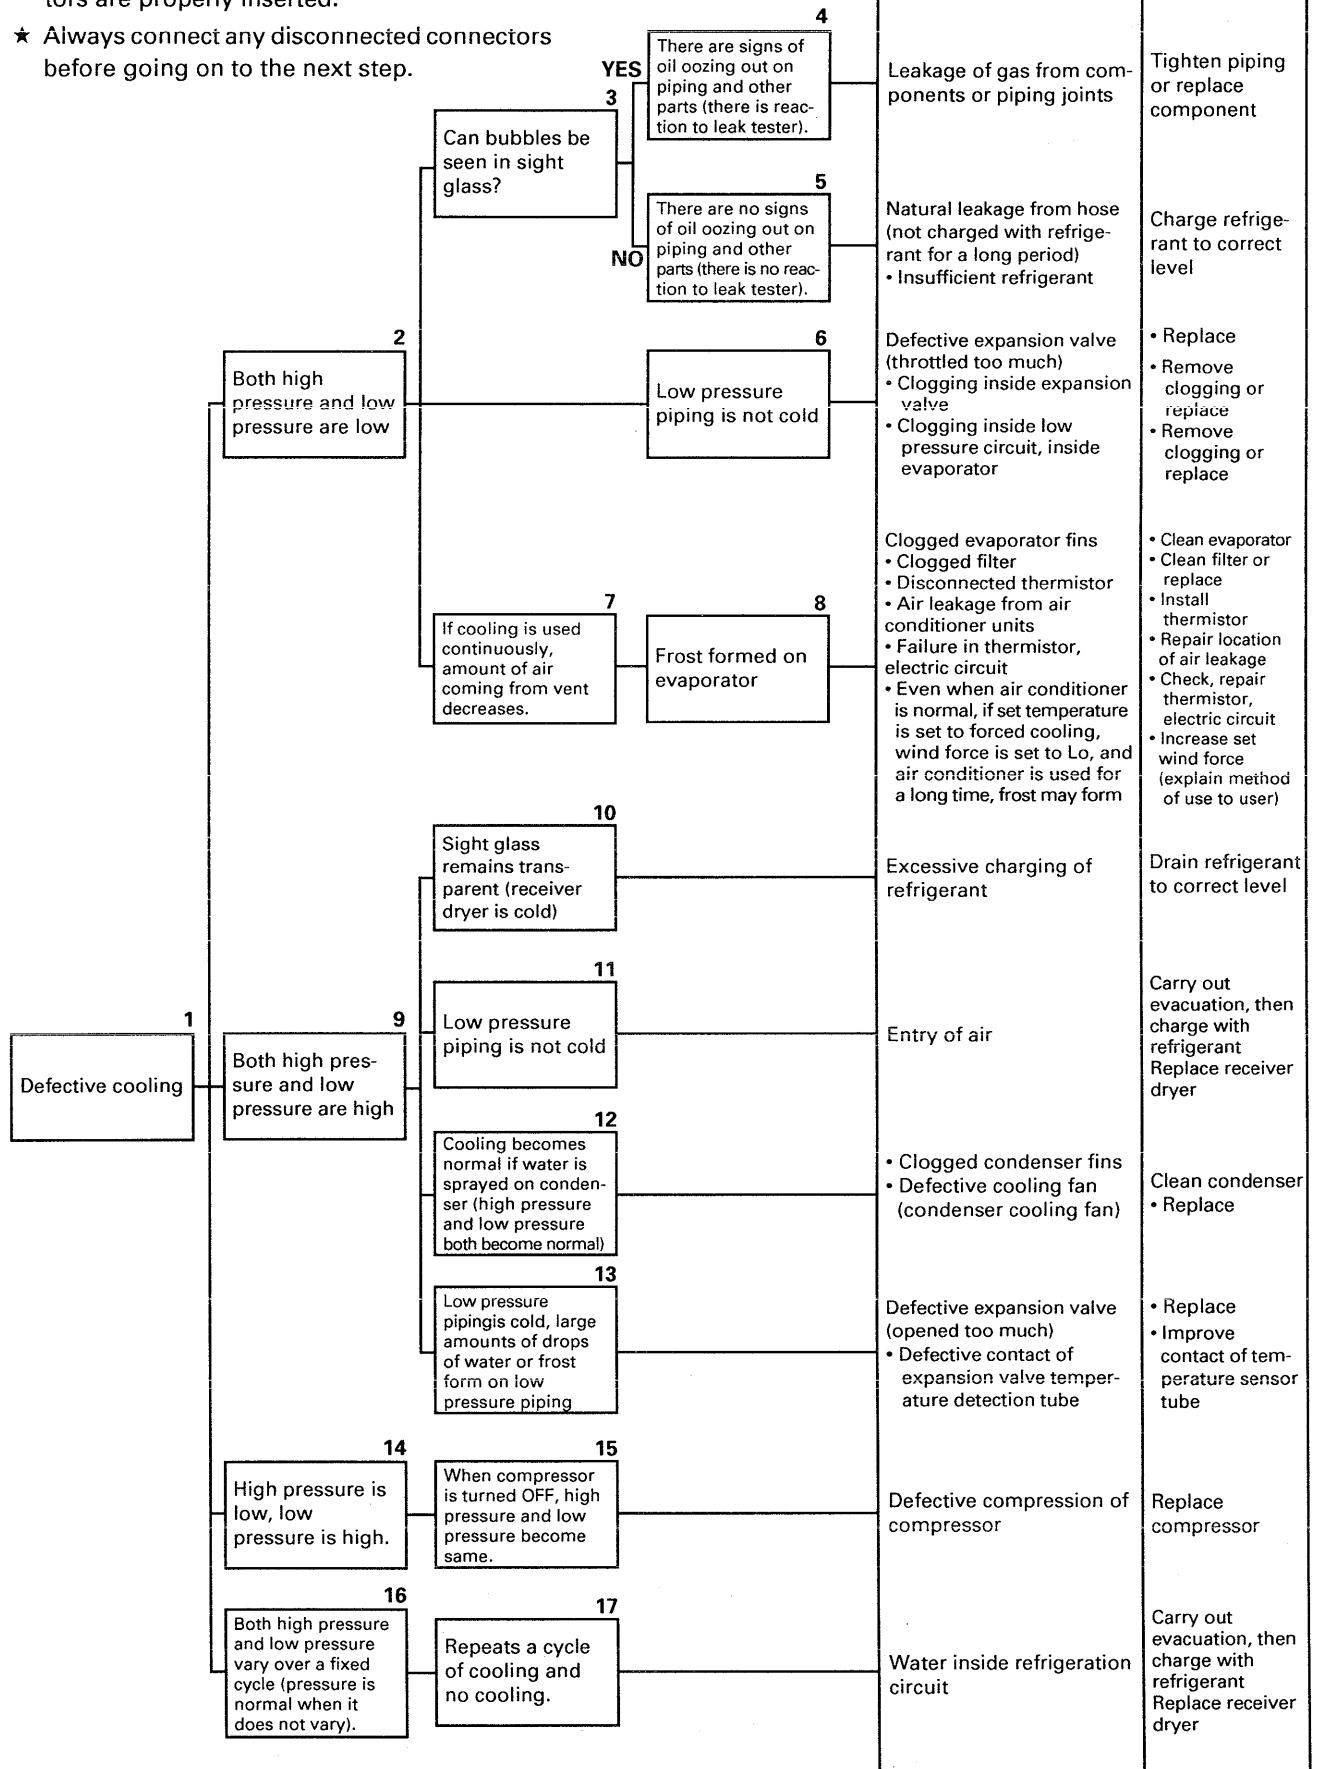 tors are properly inserted.
★ Always connect any disconnected connectors
before going on to the next step.
1
Defective cooling
2
Both high
pressure and low
pressure are low
3
Can bubbles be
seen in sight
glass?
YES
4
There are signs of
oil oozing out on
piping and other
parts (there is reac-
tion to leak tester).
Leakage of gas from com-
ponents or piping joints
Tighten piping
or replace
component
NO
5
There are no signs
of oil oozing out on
piping and other
parts (there is no reac-
tion to leak tester).
Natural leakage from hose
(not charged with refrige-
rant for a long period)
• Insufficient refrigerant
Charge refrige-
rant to correct
level
6
Low pressure
piping is not cold
Defective expansion valve
(throttled too much)
• Clogging inside expansion
valve
• Clogging inside low
pressure circuit, inside
evaporator
• Replace
• Remove
clogging or
replace
• Remove
clogging or
replace
7
If cooling is used
continuously,
amount of air
coming from vent
decreases.
8
Frost formed on
evaporator
Clogged evaporator fins
• Clogged filter
• Disconnected thermistor
• Air leakage from air
conditioner units
• Failure in thermistor,
electric circuit
• Even when air conditioner
is normal, if set temperature
is set to forced cooling,
wind force is set to Lo, and
air conditioner is used for
a long time, frost may form
• Clean evaporator
• Clean filter or
replace
• Install
thermistor
• Repair location
of air leakage
• Check, repair
thermistor,
electric circuit
• Increase set
wind force
(explain method
of use to user)
9
Both high pres-
sure and low
pressure are high
10
Sight glass
remains trans-
parent (receiver
dryer is cold)
Excessive charging of
refrigerant
Drain refrigerant
to correct level
11
Low pressure
piping is not cold
Entry of air
Carry out
evacuation, then
charge with
refrigerant
Replace receiver
dryer
12
Cooling becomes
normal if water is
sprayed on conden-
ser (high pressure
and low pressure
both become normal)
• Clogged condenser fins
• Defective cooling fan
(condenser cooling fan)
Clean condenser
• Replace
13
Low pressure
pipingis cold, large
amounts of drops
of water or frost
form on low
pressure piping
Defective expansion valve
(opened too much)
• Defective contact of
expansion valve temper-
ature detection tube
• Replace
• Improve
contact of tem-
perature sensor
tube
14
High pressure is
low, low
pressure is high.
15
When compressor
is turned OFF, high
pressure and low
pressure become
same.
Defective compression of
compressor
Replace
compressor
16
Both high pressure
and low pressure
vary over a fixed
cycle (pressure is
normal when it
does not vary).
17
Repeats a cycle
of cooling and
no cooling.
Water inside refrigeration
circuit
Carry out
evacuation, then
charge with
refrigerant
Replace receiver
dryer